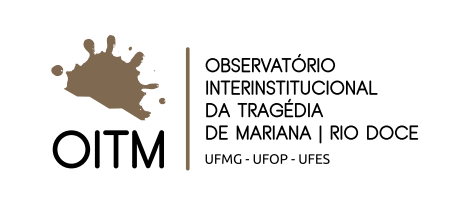 OITM
OBSERVATÓRIO
INTERINSTITUCIONAL
DA TRAGÉDIA
DE MARIANA | RIO DOCE
UFMG - UFOP - UFES